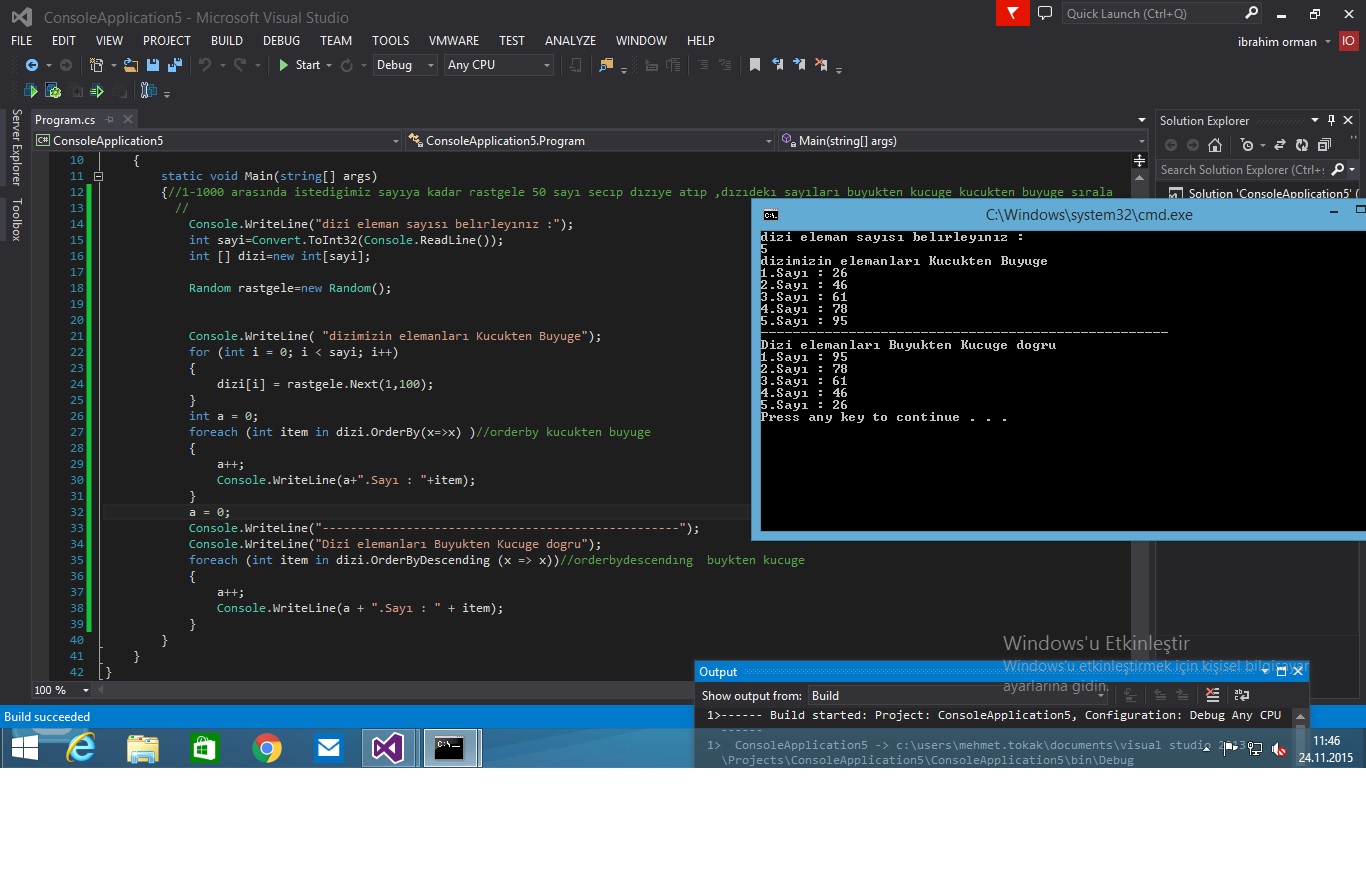 ConsoleApplication5 - Microsoft Visual Studio
Quick Launch (Ctrl+Q)
FILE EDIT VIEW PROJECT BUILD DEBUG TEAM TOOLS VMWARE TEST ANALYZE WINDOW HELP
ibrahim orman IO
Start Debug Any CPU
Server Explorer
Toolbox
Program.cs
C# ConsoleApplication5
ConsoleApplication5.Program
Main(string[] args)
10 {
11 static void Main(string[] args)
12 {//1-1000 arasında istedigimiz sayıya kadar rastgele 50 sayı secıp dızıye atıp ,dızıdekı sayıları buyukten kucuge kucukten buyuge sırala
13 //
14 Console.WriteLine("dizi eleman sayısı belırleyınız :");
15 int sayi=Convert.ToInt32(Console.ReadLine());
16 int [] dizi=new int[sayi];
17
18 Random rastgele=new Random();
19
20
21 Console.WriteLine( "dizimizin elemanları Kucukten Buyuge");
22 for (int i = 0; i < sayi; i++)
23 {
24 dizi[i] = rastgele.Next(1,100);
25 }
26 int a = 0;
27 foreach (int item in dizi.OrderBy(x=>x) )//orderby kucukten buyuge
28 {
29 a++;
30 Console.WriteLine(a+".Sayı : "+item);
31 }
32 a = 0;
33 Console.WriteLine("---------------------------------------------------");
34 Console.WriteLine("Dizi elemanları Buyukten Kucuge dogru");
35 foreach (int item in dizi.OrderByDescending (x => x))//orderbydescendıng  buykten kucuge
36 {
37 a++;
38 Console.WriteLine(a + ".Sayı : " + item);
39 }
40 }
41 }
42 }
100 %
Solution Explorer
Search Solution Explorer (Ctrl+ş
Solution 'ConsoleApplication5' (
C:\Windows\system32\cmd.exe
dizi eleman sayısı belırleyınız :
5
dizimizin elemanları Kucukten Buyuge
1.Sayı : 26
2.Sayı : 46
3.Sayı : 61
4.Sayı : 78
5.Sayı : 95
---------------------------------------------------
Dizi elemanları Buyukten Kucuge dogru
1.Sayı : 95
2.Sayı : 78
3.Sayı : 61
4.Sayı : 46
5.Sayı : 26
Press any key to continue . . .
Windows'u Etkinleştir
Windows'u etkinleştirmek için kişisel bilgisayar
ayarlarına gidin.
Output
Show output from: Build
1>------ Build started: Project: ConsoleApplication5, Configuration: Debug Any CPU
------
1>  ConsoleApplication5 -> c:\users\mehmet.tokak\documents\visual studio 2013
\Projects\ConsoleApplication5\ConsoleApplication5\bin\Debug
Build succeeded
11:46
24.11.2015